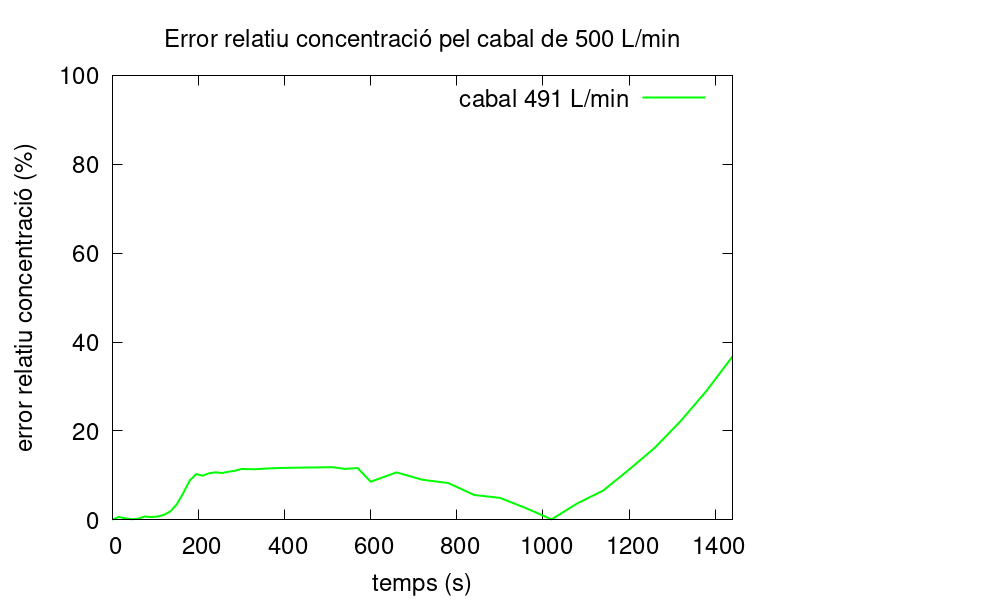 Error relatiu concentració pel cabal de 500 L/min
cabal 491 L/min
error relatiu concentració (%)
100
80
60
40
20
0
0 200 400 600 800 1000 1200 1400
temps (s)